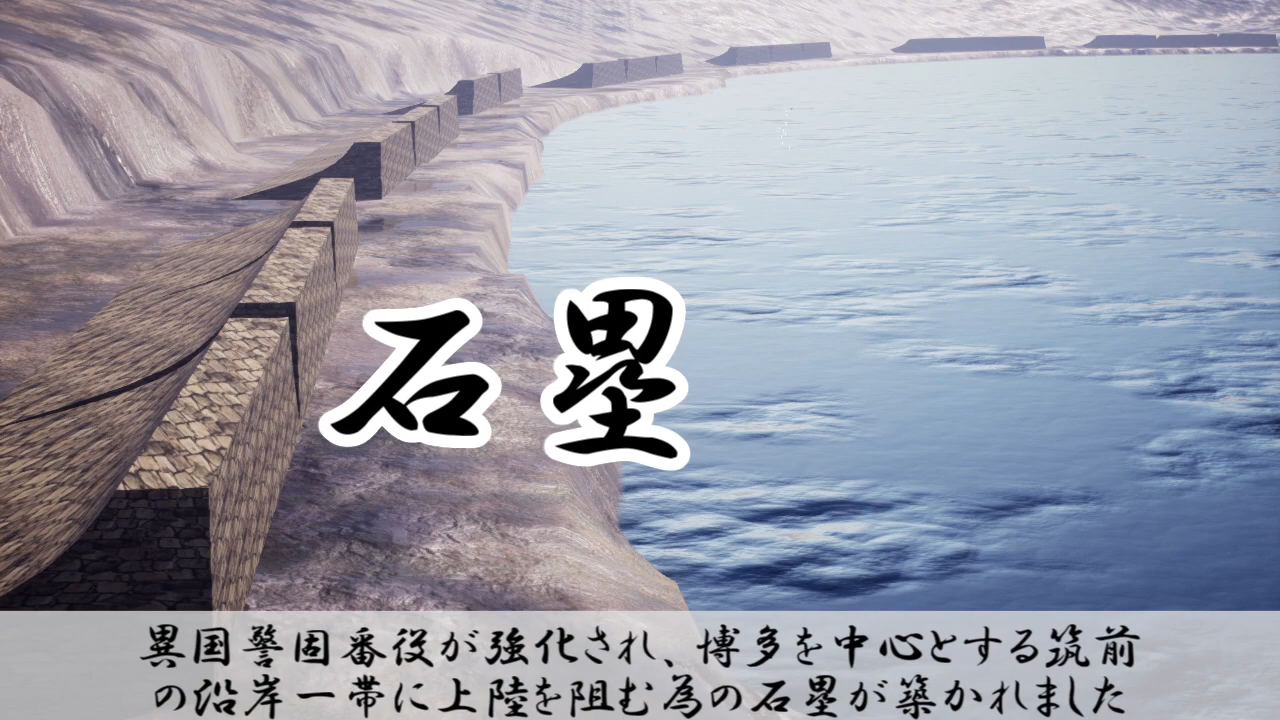 石塁
異国警固番役が強化され、博多を中心とする筑前
の沿岸一帯に上陸を阻む為の石塁が築かれました